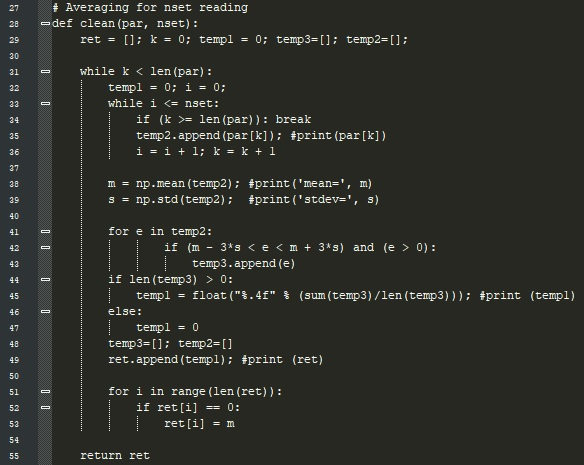 27 # Averaging for nset reading
28 def clean(par, nset):
29 ret = []; k = 0; temp1 = 0; temp3=[]; temp2=[];
30
31 while k < len(par):
32 temp1 = 0; i = 0;
33 while i <= nset:
34 if (k >= len(par)): break
35 temp2.append(par[k]); #print(par[k])
36 i = i + 1; k = k + 1
37
38 m = np.mean(temp2); #print('mean=', m)
39 s = np.std(temp2);  #print('stdev=', s)
40
41 for e in temp2:
42 if (m - 3*s < e < m + 3*s) and (e > 0):
43 temp3.append(e)
44 if len(temp3) > 0:
45 temp1 = float("%.4f" % (sum(temp3)/len(temp3))); #print (temp1)
46 else:
47 temp1 = 0
48 temp3=[]; temp2=[]
49 ret.append(temp1); #print (ret)
50
51 for i in range(len(ret)):
52 if ret[i] == 0:
53 ret[i] = m
54
55 return ret